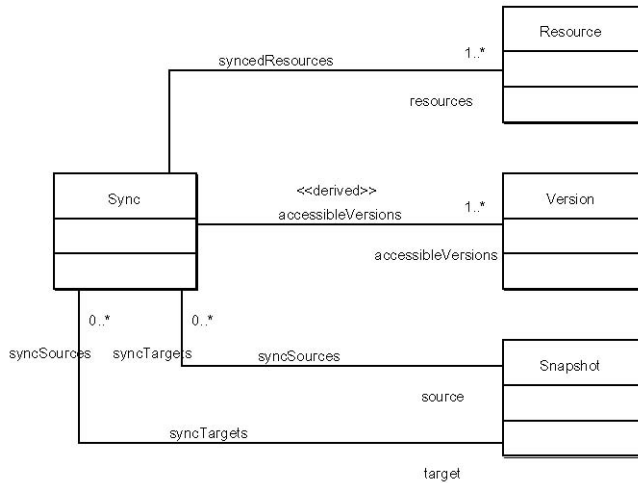 Resource
1..*
syncedResources
resources
<<derived>>
Sync
1..*
Version
accessibleVersions
accessibleVersions
0..*
0..*
syncSources
syncTargets
syncSources
Snapshot
source
syncTargets
target